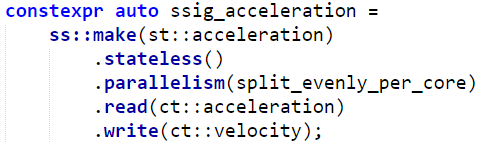 constexpr auto ssig_acceleration =
    ss::make(st::acceleration)
        .stateless()
        .parallelism(split_evenly_per_core)
        .read(ct::acceleration)
        .write(ct::velocity);